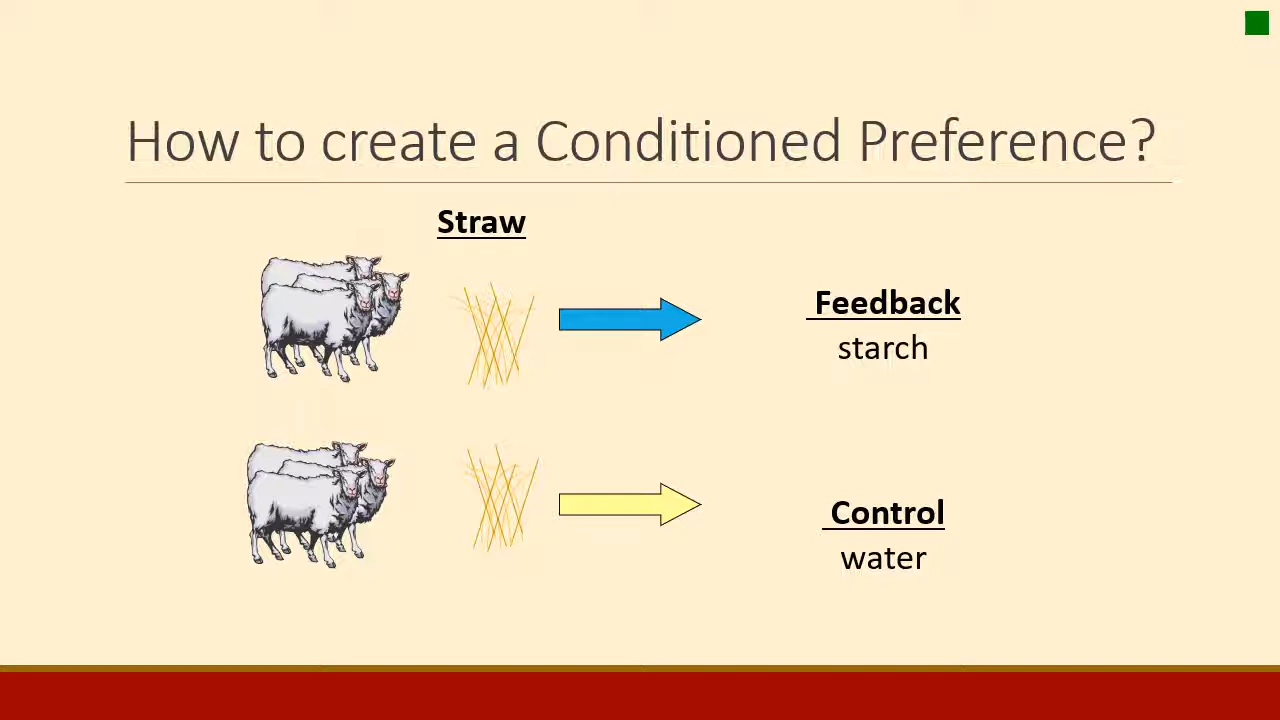 How to create a Conditioned Preference?
Straw
Feedback
starch
Control
water